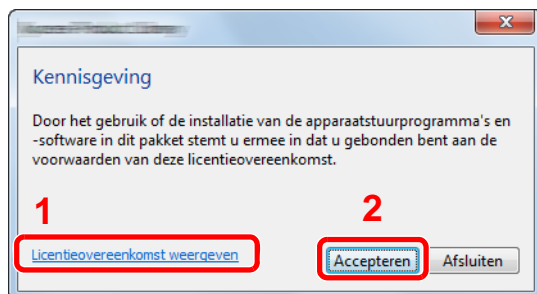 x
Kennisgeving
Door het gebruik of de installatie van de apparaatstuurprogramma's en
-software in dit pakket stemt u ermee in dat u gebonden bent aan de
voorwaarden van deze licentieovereenkomst.
1
2
Licentieovereenkomst weergeven
Accepteren
Afsluiten